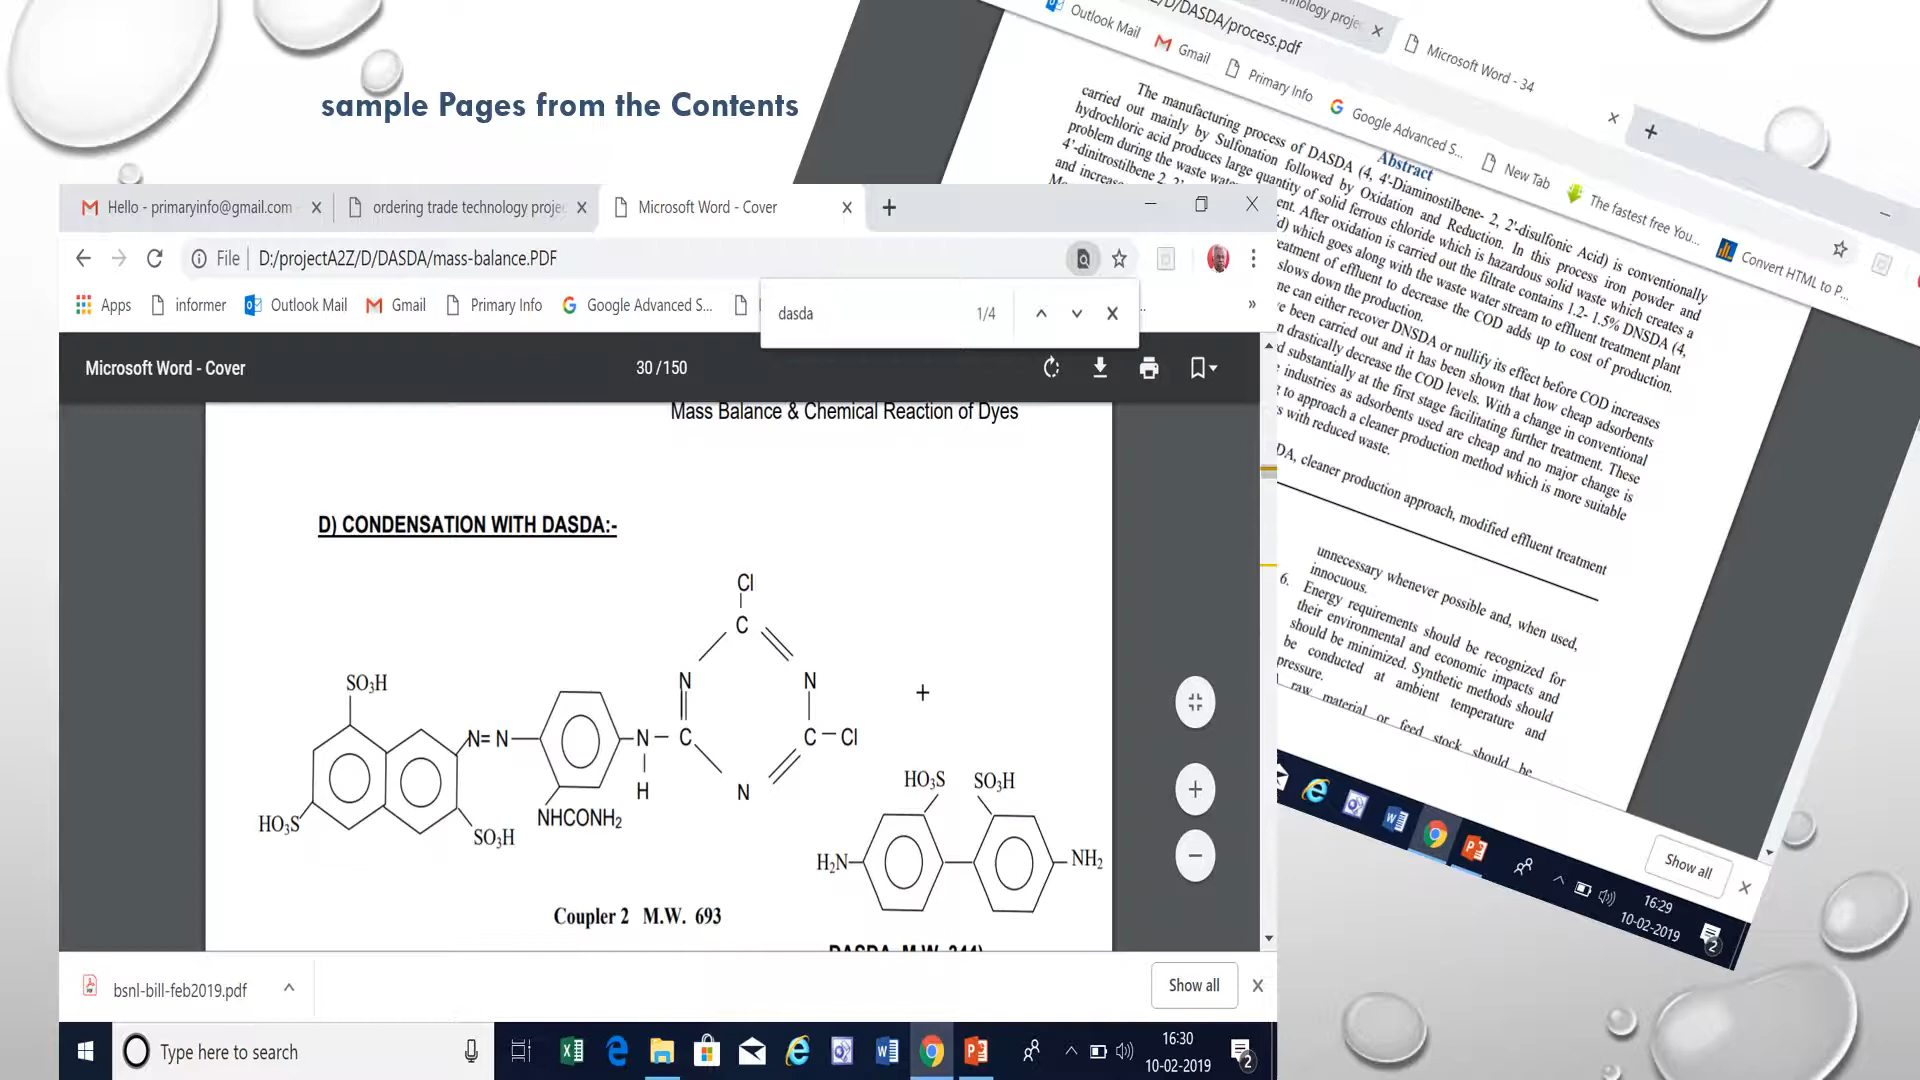 sample Pages from the Contents
Hello - primaryinfo@gmail.com -
ordering trade technology projec
Microsoft Word - Cover
File D:/projectA2Z/D/DASDA/mass-balance.PDF
Apps informer Outlook Mail Gmail Primary Info Google Advanced S...
»
dasda 1/4
Microsoft Word - Cover
30 / 150
Mass Balance & Chemical Reaction of Dyes
D) CONDENSATION WITH DASDA:-
Cl
C
N N
+
SO3H
N= N N C C Cl
H
N
NHCONH2
HO3S
SO3H
HO3S SO3H
H2N NH2
Coupler 2 M.W. 693
DASDA M.W. 344)
bsnl-bill-feb2019.pdf
Show all
Type here to search
16:30
10-02-2019
2
Z/D/DASDA/process.pdf
Microsoft Word - 34
Outlook Mail Gmail Primary Info Google Advanced S... New Tab The fastest free You... Convert HTML to P...
Abstract
The manufacturing process of DASDA (4, 4'-Diaminostilbene- 2, 2'-disulfonic Acid) is conventionally
carried out mainly by Sulfonation followed by Oxidation and Reduction. In this process iron powder and
hydrochloric acid produces large quantity of solid ferrous chloride which is hazardous solid waste which creates a
problem during the waste water ent. After oxidation is carried out the filtrate contains 1.2- 1.5% DNSDA (4,
4'-dinitrostilbene 2, 2' d) which goes along with the waste water stream to effluent treatment plant
and increase eatment of effluent to decrease the COD adds up to cost of production.
slows down the production.
ne can either recover DNSDA or nullify its effect before COD increases
ve been carried out and it has been shown that how cheap adsorbents
n drastically decrease the COD levels. With a change in conventional
d substantially at the first stage facilitating further treatment. These
e industries as adsorbents used are cheap and no major change is
g to approach a cleaner production method which is more suitable
s with reduced waste.
DA, cleaner production approach, modified effluent treatment
unnecessary whenever possible and, when used,
innocuous.
6. Energy requirements should be recognized for
their environmental and economic impacts and
should be minimized. Synthetic methods should
be conducted at ambient temperature and
pressure.
raw material or feed stock should be
Show all
16:29
10-02-2019
2